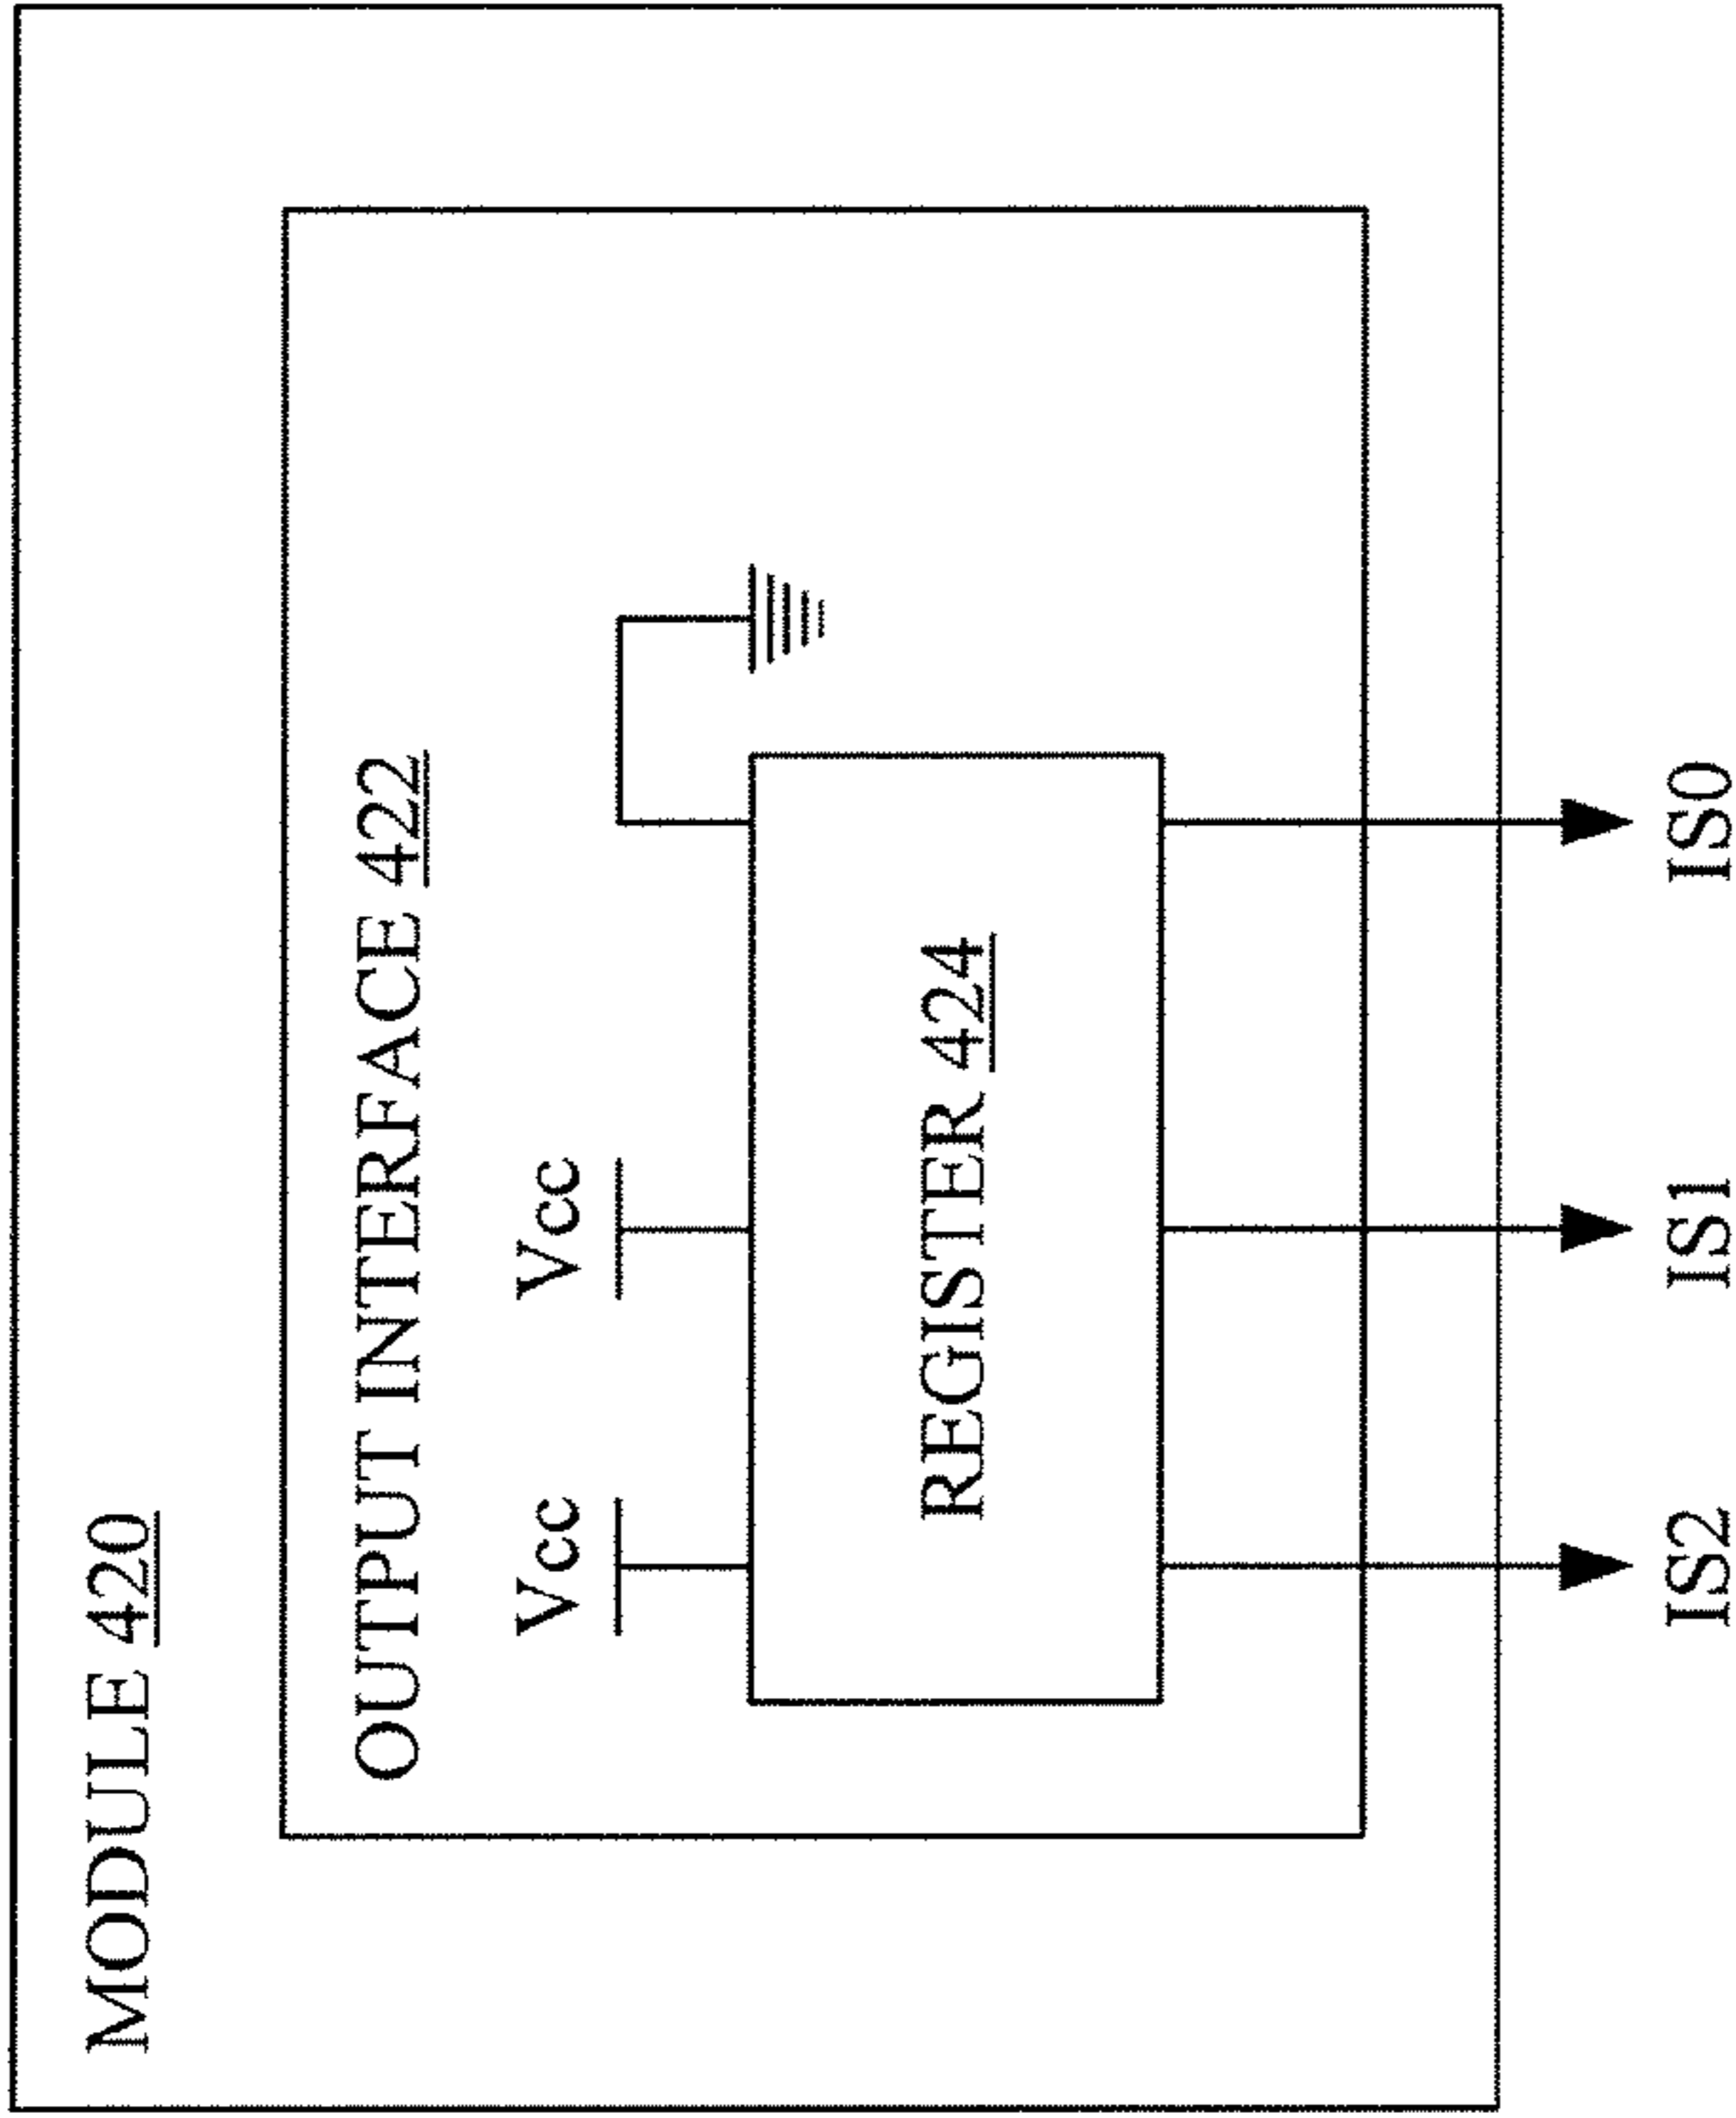 MODULE 420
OUTPUT INTERFACE 422
Vcc Vcc
REGISTER 424
IS2 IS1 IS0